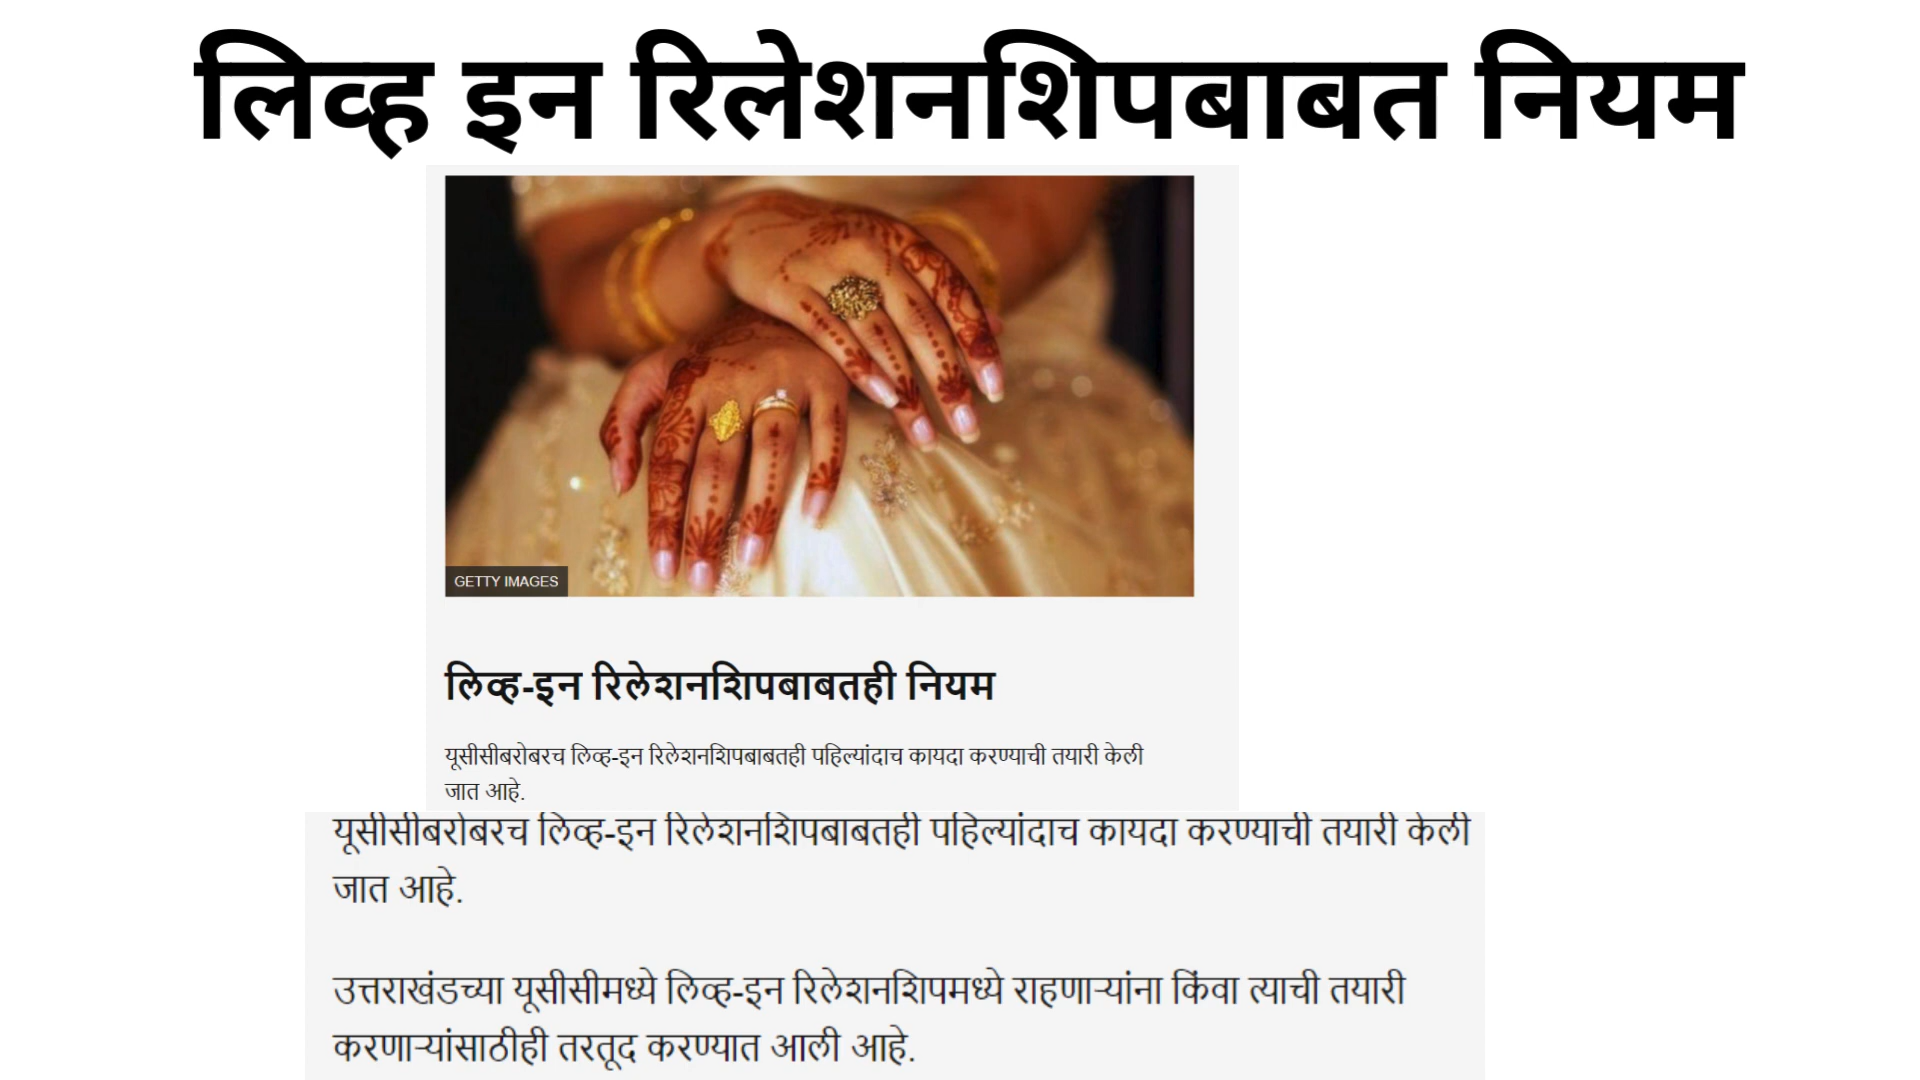 लिव्ह इन रिलेशनशिपबाबत नियम
GETTY IMAGES
लिव्ह-इन रिलेशनशिपबाबतही नियम
यूसीसीबरोबरच लिव्ह-इन रिलेशनशिपबाबतही पहिल्यांदाच कायदा करण्याची तयारी केली
जात आहे.
यूसीसीबरोबरच लिव्ह-इन रिलेशनशिपबाबतही पहिल्यांदाच कायदा करण्याची तयारी केली
जात आहे.
उत्तराखंडच्या यूसीसीमध्ये लिव्ह-इन रिलेशनशिपमध्ये राहणाऱ्यांना किंवा त्याची तयारी
करणाऱ्यांसाठीही तरतूद करण्यात आली आहे.